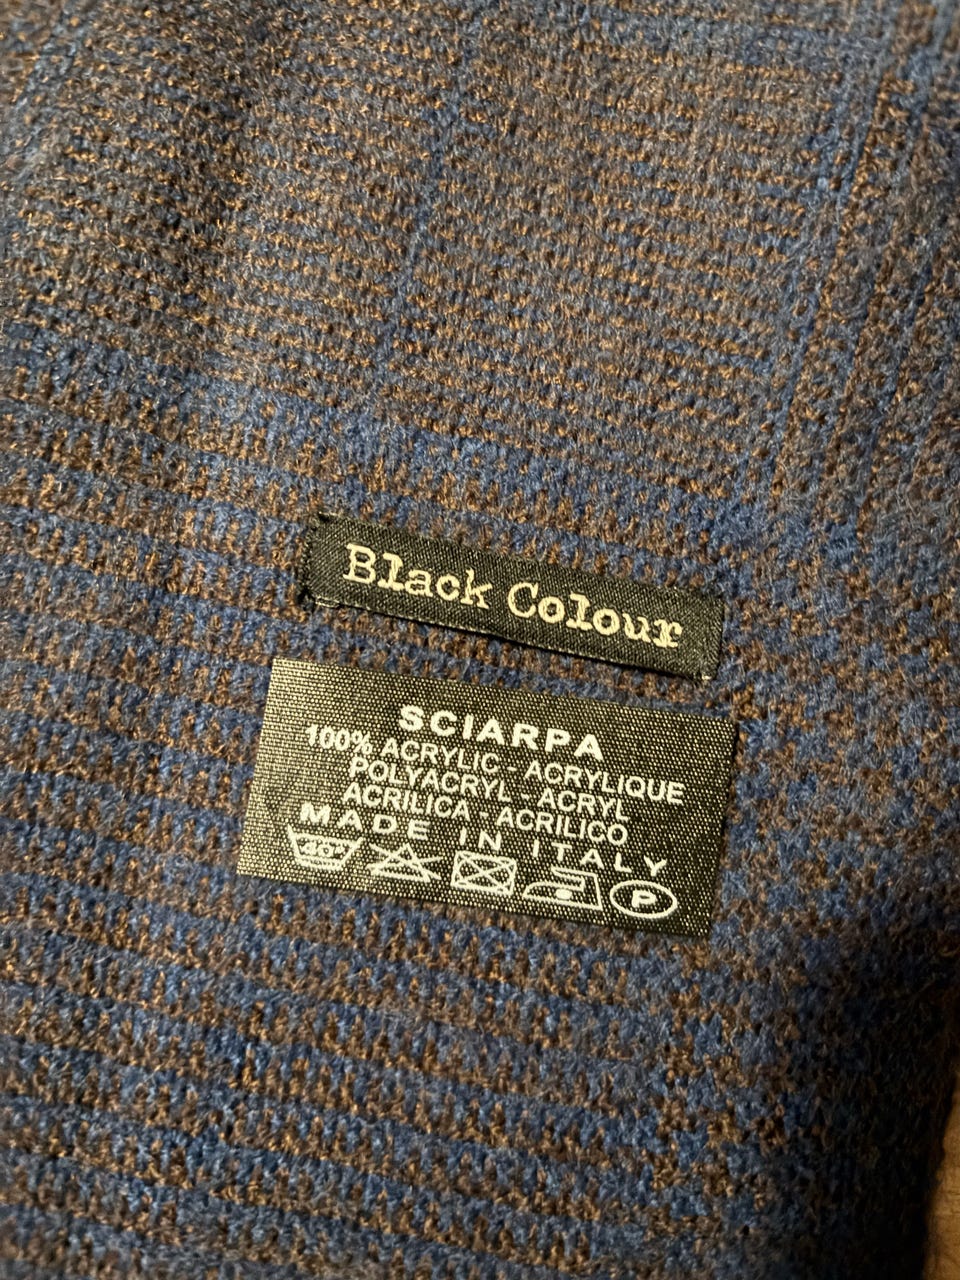 Black Colour
SCIARPA
100% ACRYLIC - ACRYLIQUE
POLYACRYL - ACRYL
ACRILICA - ACRILICO
MADE IN ITALY
P